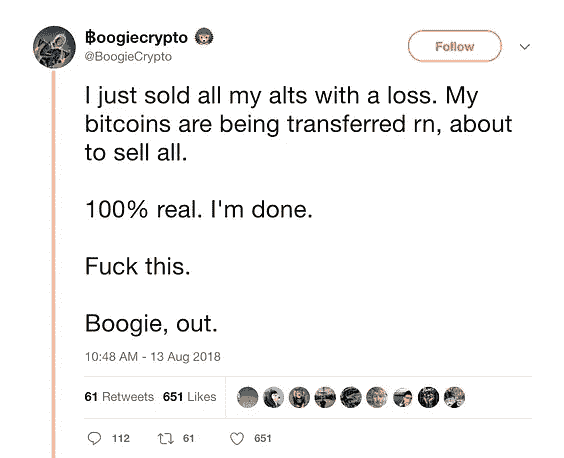 ₿oogiecrypto
@BoogieCrypto
Follow
I just sold all my alts with a loss. My
bitcoins are being transferred rn, about
to sell all.
100% real. I'm done.
Fuck this.
Boogie, out.
10:48 AM - 13 Aug 2018
61 Retweets 651 Likes
112 61 651